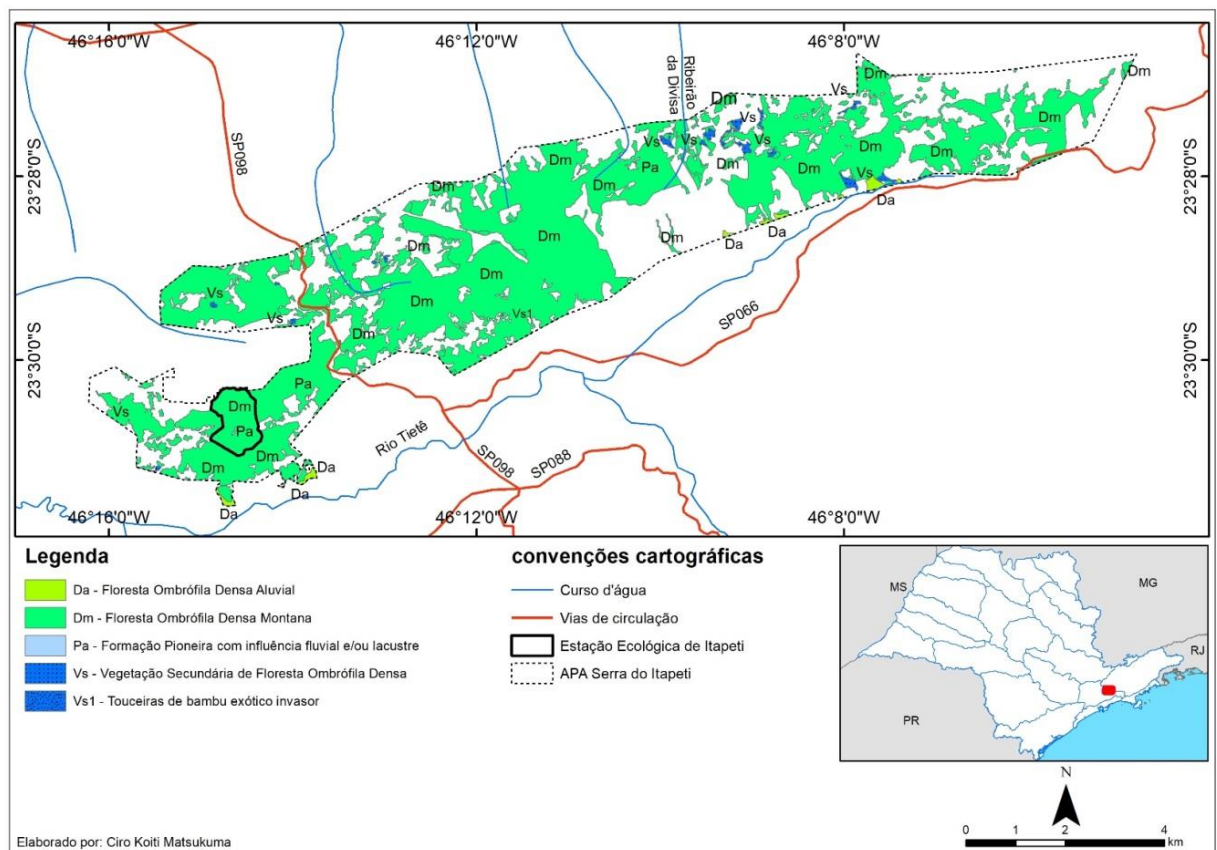 46°16'0"W
46°12'0"W
46°8'0"W
Ribeirão
da Divisa
SP098
Dm
Dm
Vs
Dm
Vs
Dm
Vs
Vs
Vs
Dm
Dm
Pa
Dm
Dm
Dm
23°28'0"S
23°28'0"S
Dm
Dm
Vs
Da
Dm
Dm
Dm
Da
Da
Dm
Dm
Vs
Vs
Vs1
Dm
SP066
23°30'0"S
23°30'0"S
Pa
Dm
Vs
Pa
Rio Tietê
Dm
Dm
SP098
SP088
Da
Da
Da
46°16'0"W
46°12'0"W
46°8'0"W
Legenda
Da - Floresta Ombrófila Densa Aluvial
Dm - Floresta Ombrófila Densa Montana
Pa - Formação Pioneira com influência fluvial e/ou lacustre
Vs - Vegetação Secundária de Floresta Ombrófila Densa
Vs1 - Touceiras de bambu exótico invasor
convenções cartográficas
Curso d'água
Vias de circulação
Estação Ecológica de Itapeti
APA Serra do Itapeti
MS
MG
RJ
PR
N
0 1 2 4
km
Elaborado por: Ciro Koiti Matsukuma